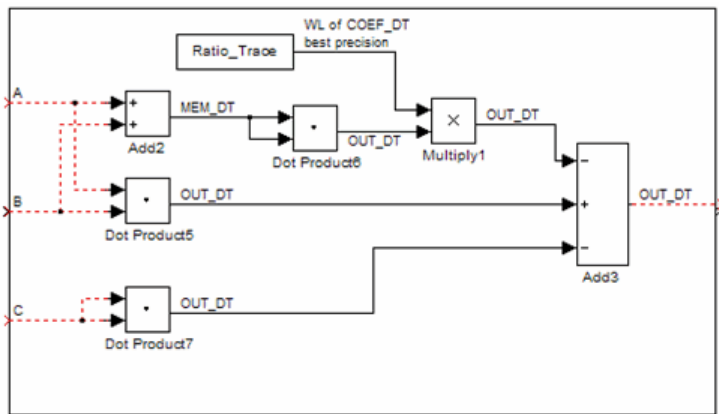 WL of COEF_DT
best precision
Ratio_Trace
A
+
+
MEM_DT
Add2
OUT_DT
Dot Product6
×
OUT_DT
Multiply1
−
B
OUT_DT
+
OUT_DT
Dot Product5
−
Add3
C
OUT_DT
Dot Product7